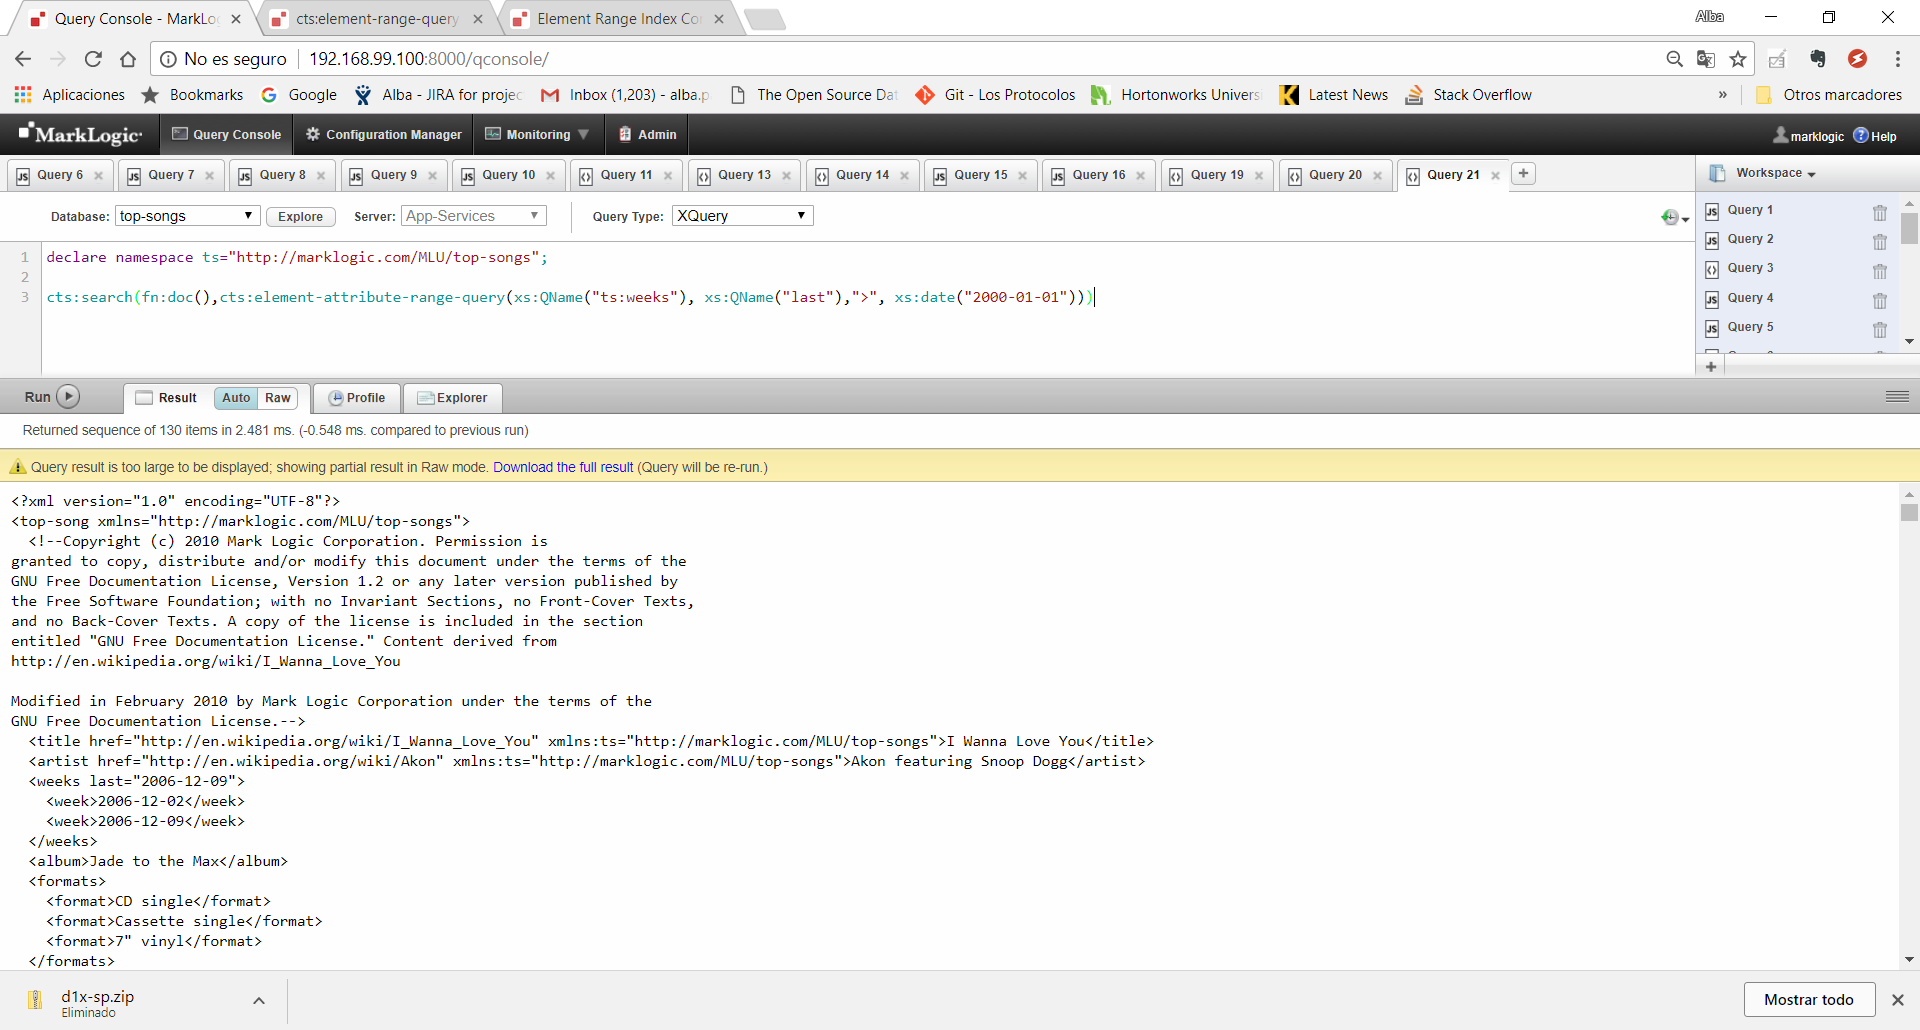 Query Console - MarkLo
cts:element-range-query
Element Range Index Co
Alba
No es seguro
192.168.99.100:8000/qconsole/
Aplicaciones
Bookmarks
Google
Alba - JIRA for projec
Inbox (1,203) - alba.p
The Open Source Da
Git - Los Protocolos
Hortonworks Univers
Latest News
Stack Overflow
»
Otros marcadores
MarkLogic
Query Console
Configuration Manager
Monitoring
Admin
marklogic
Help
Query 6
Query 7
Query 8
Query 9
Query 10
Query 11
Query 13
Query 14
Query 15
Query 16
Query 19
Query 20
Query 21
Workspace
Database:
top-songs
Explore
Server:
App-Services
Query Type:
XQuery
Query 1
Query 2
Query 3
Query 4
Query 5
1 declare namespace ts="http://marklogic.com/MLU/top-songs";
2
3 cts:search(fn:doc(),cts:element-attribute-range-query(xs:QName("ts:weeks"), xs:QName("last"),">", xs:date("2000-01-01")))
Run
Result
Auto
Raw
Profile
Explorer
Returned sequence of 130 items in 2.481 ms. (-0.548 ms. compared to previous run)
Query result is too large to be displayed; showing partial result in Raw mode. Download the full result (Query will be re-run.)
<?xml version="1.0" encoding="UTF-8"?>
<top-song xmlns="http://marklogic.com/MLU/top-songs">
<!--Copyright (c) 2010 Mark Logic Corporation. Permission is
granted to copy, distribute and/or modify this document under the terms of the
GNU Free Documentation License, Version 1.2 or any later version published by
the Free Software Foundation; with no Invariant Sections, no Front-Cover Texts,
and no Back-Cover Texts. A copy of the license is included in the section
entitled "GNU Free Documentation License." Content derived from
http://en.wikipedia.org/wiki/I_Wanna_Love_You
Modified in February 2010 by Mark Logic Corporation under the terms of the
GNU Free Documentation License.-->
<title href="http://en.wikipedia.org/wiki/I_Wanna_Love_You" xmlns:ts="http://marklogic.com/MLU/top-songs">I Wanna Love You</title>
<artist href="http://en.wikipedia.org/wiki/Akon" xmlns:ts="http://marklogic.com/MLU/top-songs">Akon featuring Snoop Dogg</artist>
<weeks last="2006-12-09">
<week>2006-12-02</week>
<week>2006-12-09</week>
</weeks>
<album>Jade to the Max</album>
<formats>
<format>CD single</format>
<format>Cassette single</format>
<format>7" vinyl</format>
</formats>
d1x-sp.zip
Eliminado
Mostrar todo